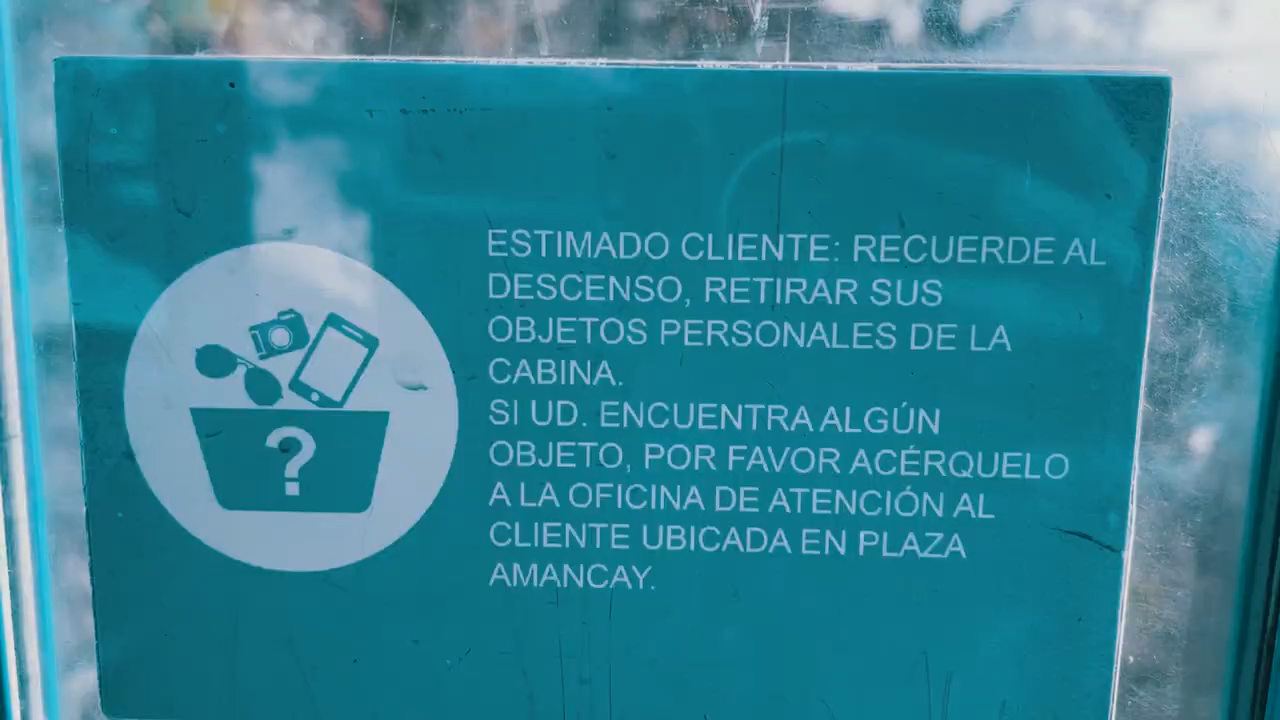 ESTIMADO CLIENTE: RECUERDE AL
DESCENSO, RETIRAR SUS
OBJETOS PERSONALES DE LA
CABINA.
SI UD. ENCUENTRA ALGÚN
OBJETO, POR FAVOR ACÉRQUELO
A LA OFICINA DE ATENCIÓN AL
CLIENTE UBICADA EN PLAZA
AMANCAY.
?